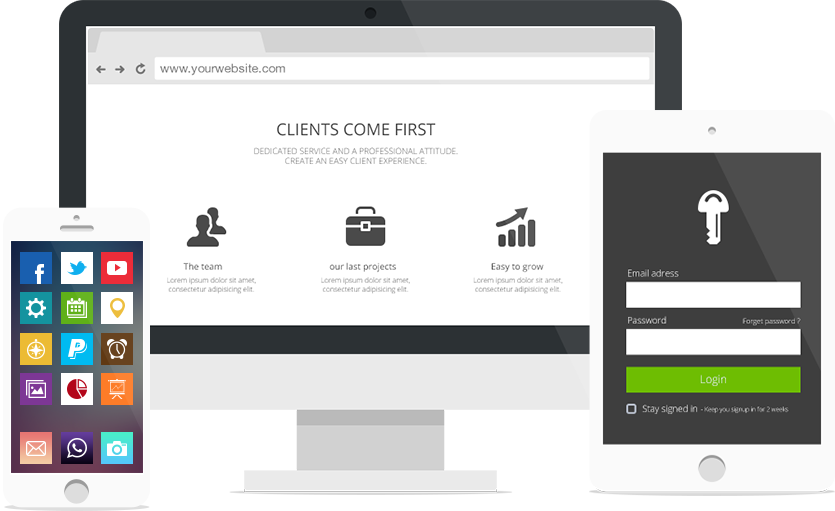 www.yourwebsite.com
CLIENTS COME FIRST
DEDICATED SERVICE AND A PROFESSIONAL ATTITUDE,
CREATE AN EASY CLIENT EXPERIENCE.
The team
Lorem ipsum dolor sit amet,
consectetur adipisicing elit.
our last projects
Lorem ipsum dolor sit amet,
consectetur adipisicing elit.
Easy to grow
Lorem ipsum dolor sit amet,
consectetur adipisicing elit.
Email adress
Password
Forget password ?
Login
Stay signed in - Keep you signrup in for 2 weeks